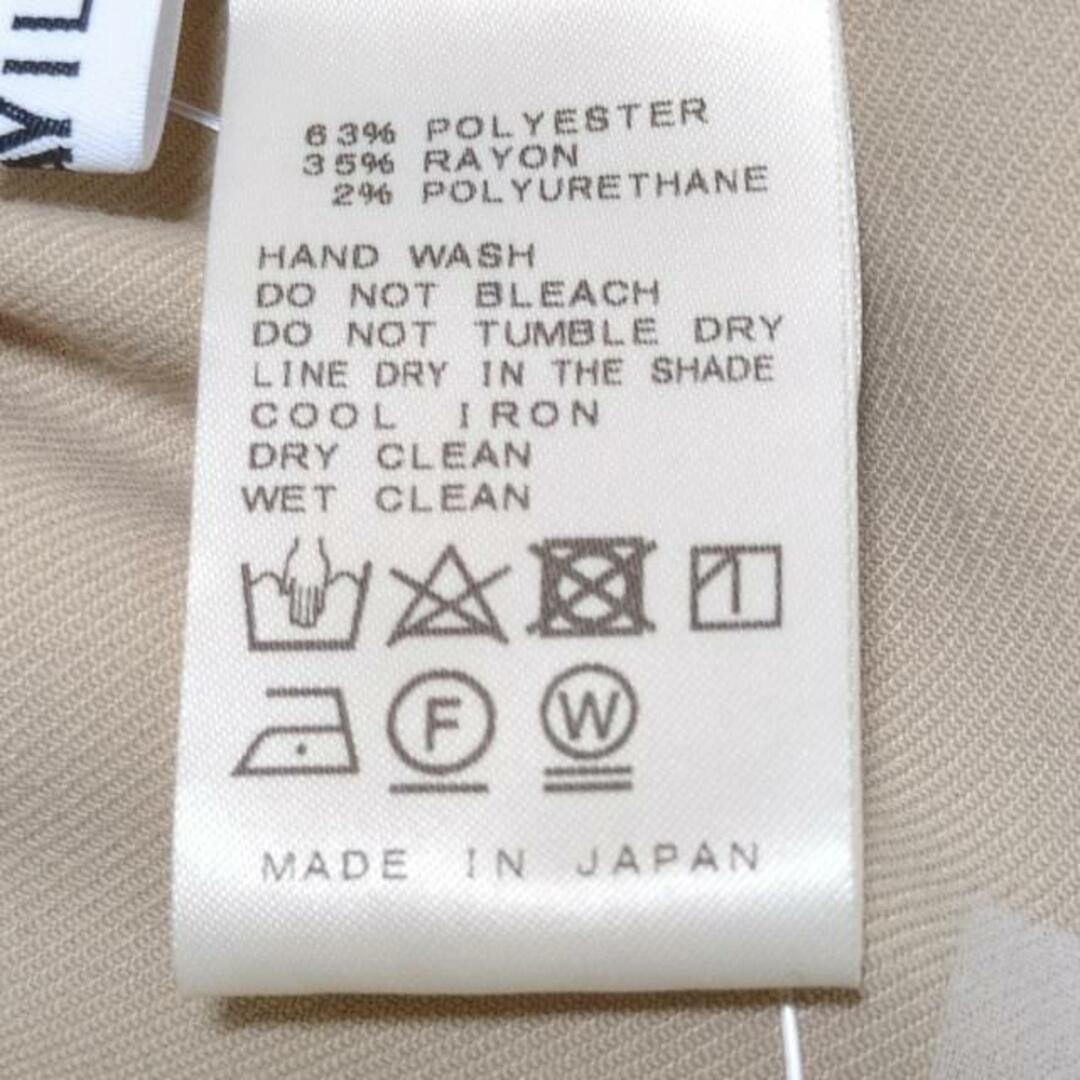 63% POLYESTER
35% RAYON
2% POLYURETHANE
HAND WASH
DO NOT BLEACH
DO NOT TUMBLE DRY
LINE DRY IN THE SHADE
COOL IRON
DRY CLEAN
WET CLEAN
F W
MADE IN JAPAN